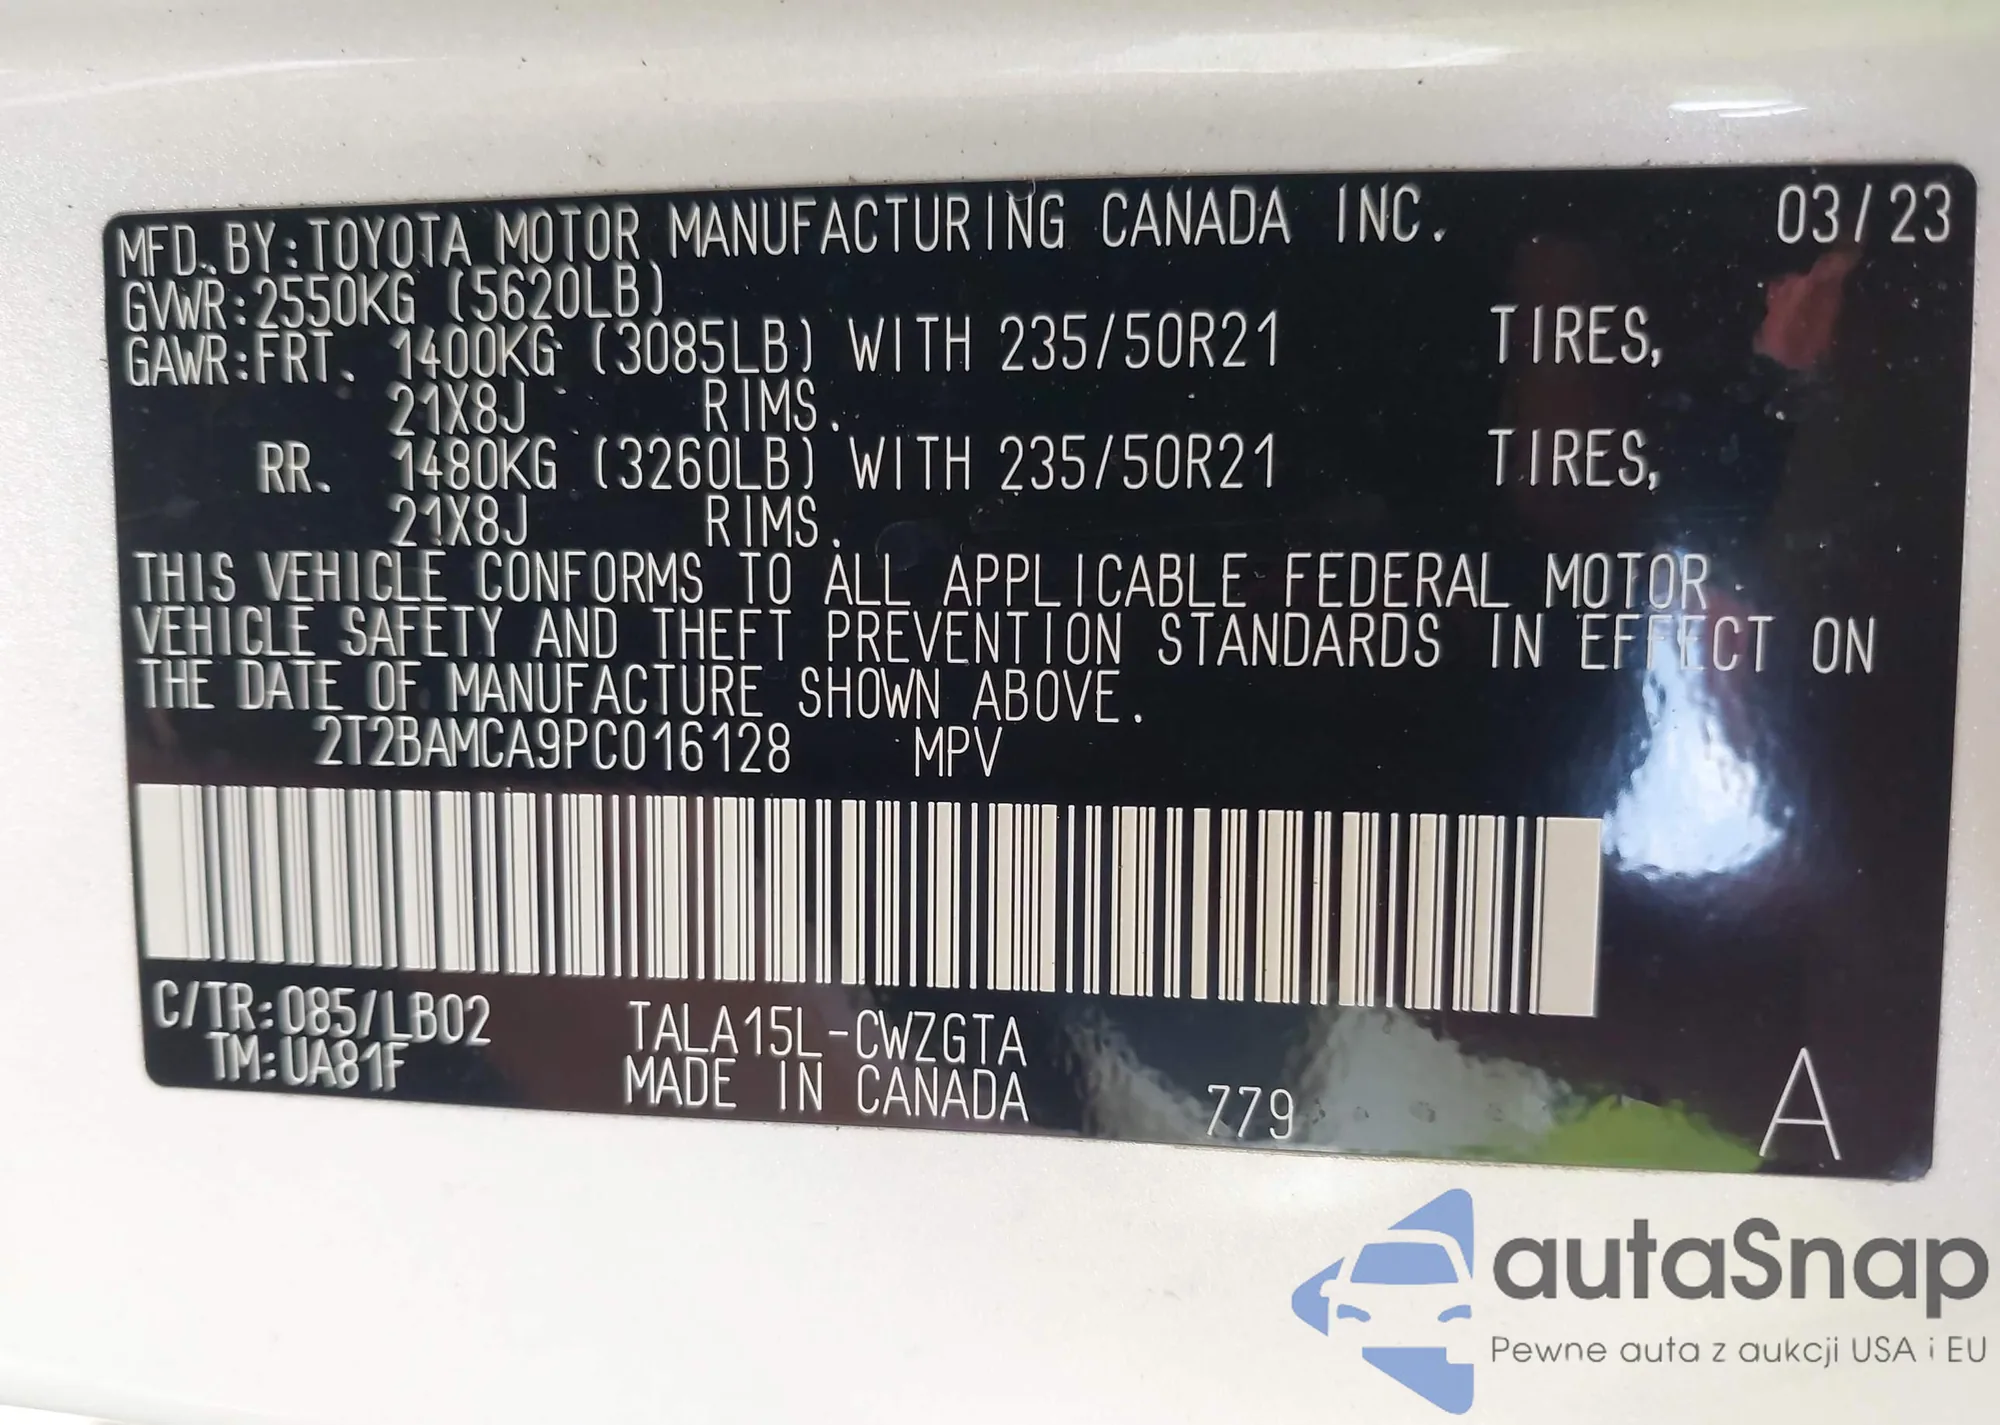 MFD. BY:TOYOTA MOTOR MANUFACTURING CANADA INC. 03/23
GVWR:2550KG (5620LB)
GAWR:FRT. 1400KG (3085LB) WITH 235/50R21 TIRES,
21X8J RIMS.
RR. 1480KG (3260LB) WITH 235/50R21 TIRES,
21X8J RIMS.
THIS VEHICLE CONFORMS TO ALL APPLICABLE FEDERAL MOTOR
VEHICLE SAFETY AND THEFT PREVENTION STANDARDS IN EFFECT ON
THE DATE OF MANUFACTURE SHOWN ABOVE.
2T2BAMCA9PC016128 MPV
C/TR:085/LB02 TALA15L-CWZGTA
TM:UA81F MADE IN CANADA 779 A
autaSnap
Pewne auta z aukcji USA i EU